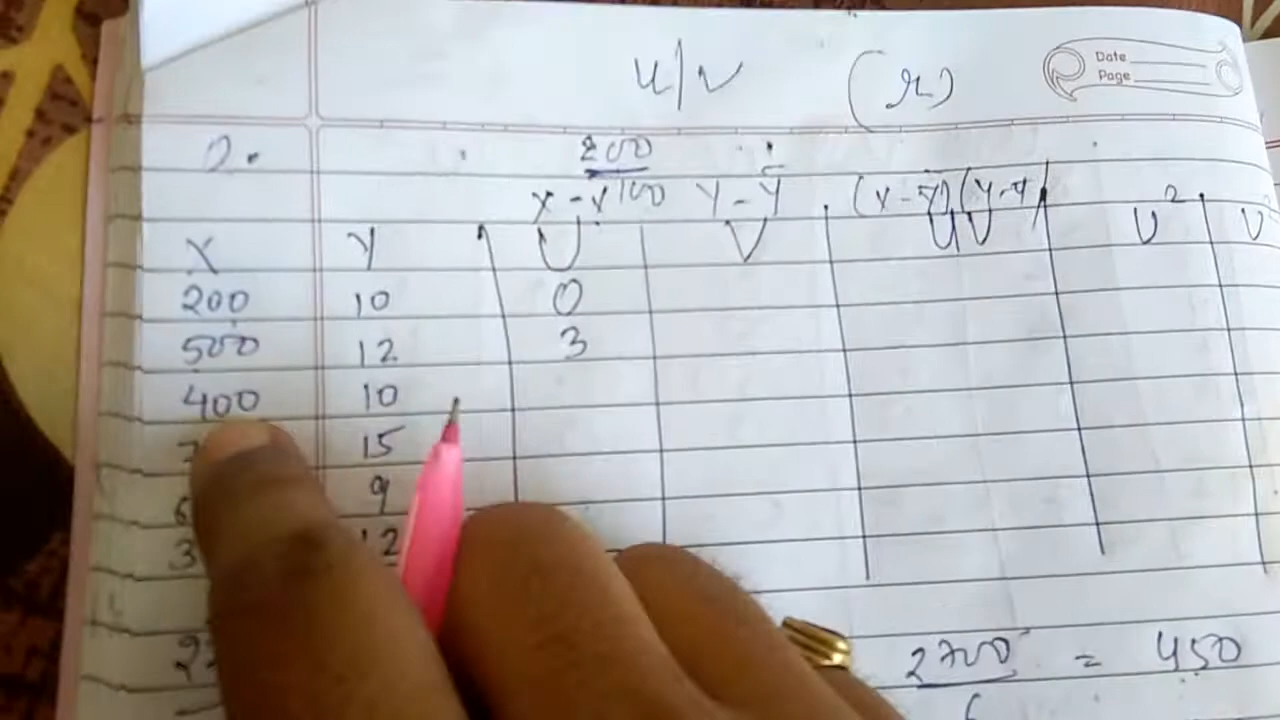 Date
Page
u/v (r)
200
X - X 100 Y - Y (X - X) (Y - Y)
X Y U V UV U² V²
200 10 0
500 12 3
400 10
15
9
12
2700 = 450
6